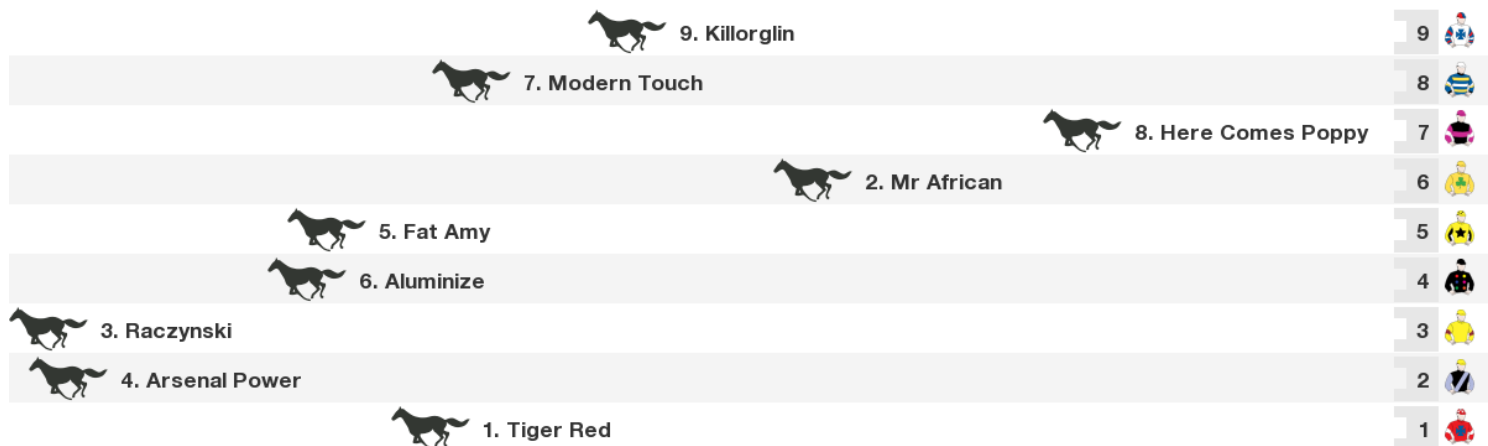 9. Killorglin 9
7. Modern Touch 8
8. Here Comes Poppy 7
2. Mr African 6
5. Fat Amy 5
6. Aluminize 4
3. Raczynski 3
4. Arsenal Power 2
1. Tiger Red 1